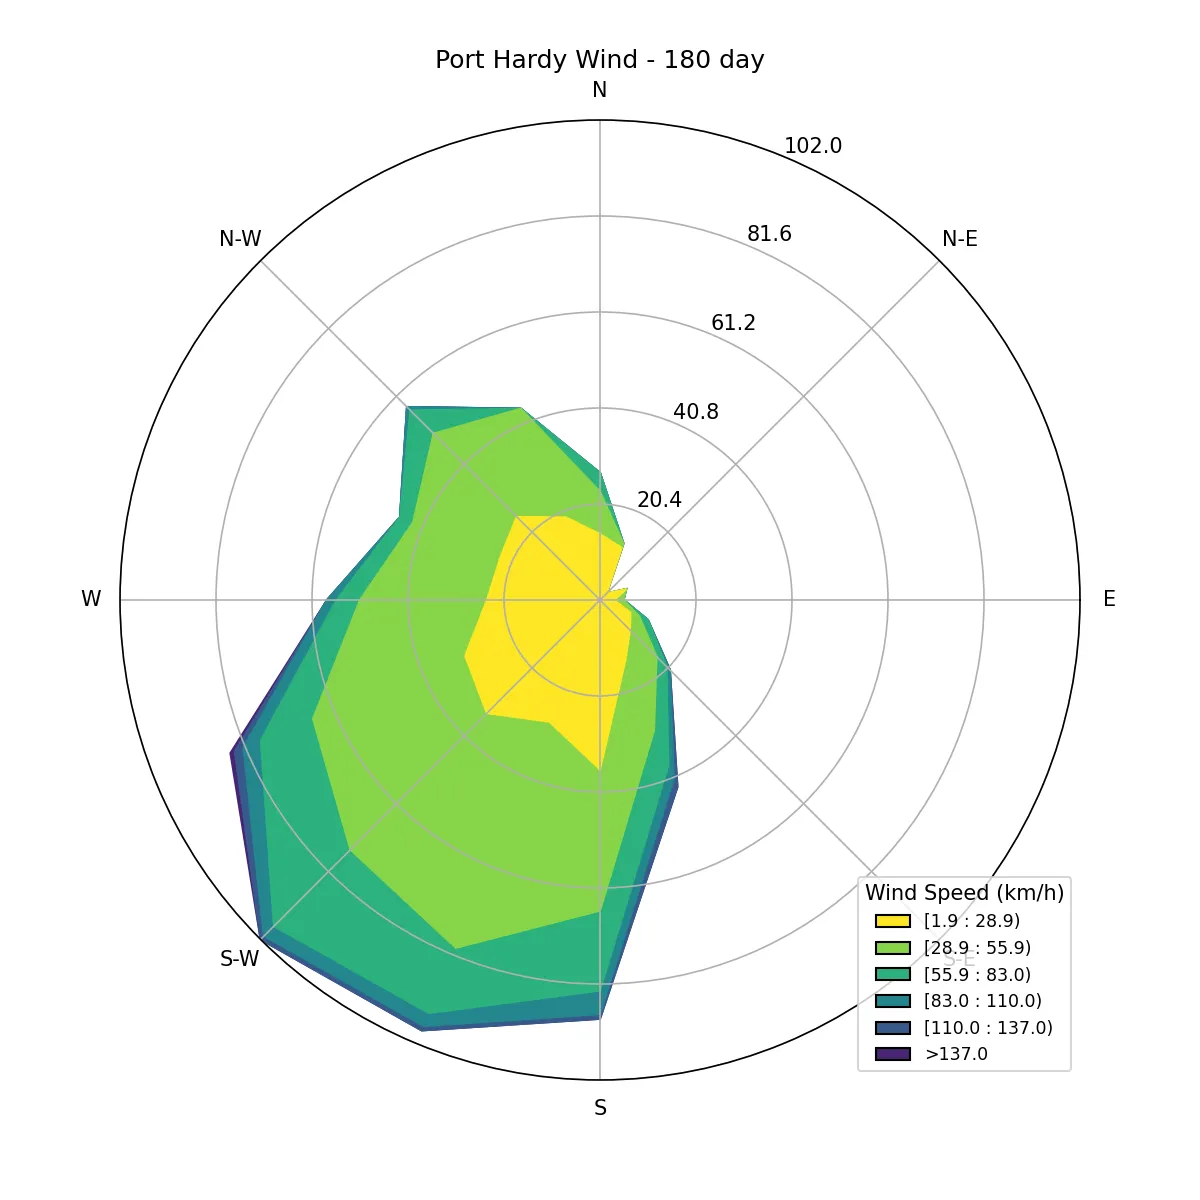 Port Hardy Wind - 180 day
N
102.0
81.6
N-W
N-E
61.2
40.8
20.4
W
E
S-W
S-E
S
Wind Speed (km/h)
[1.9 : 28.9)
[28.9 : 55.9)
[55.9 : 83.0)
[83.0 : 110.0)
[110.0 : 137.0)
>137.0